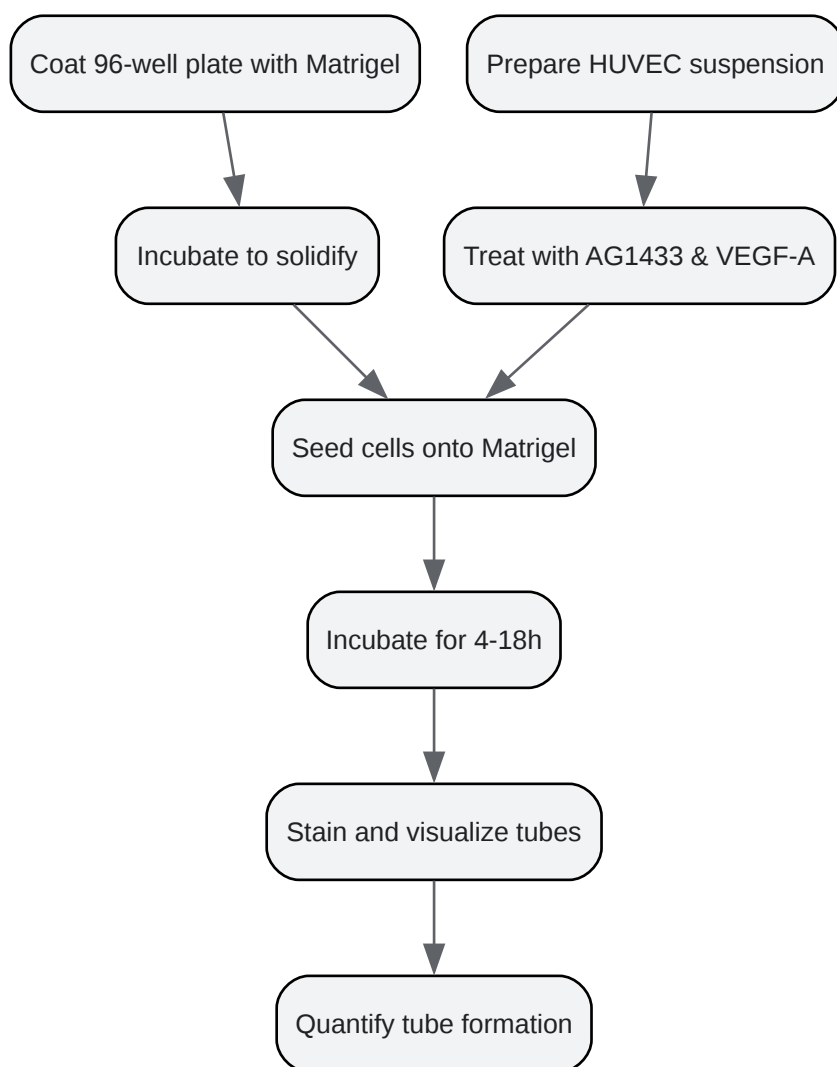 Coat 96-well plate with Matrigel
Prepare HUVEC suspension
Incubate to solidify
Treat with AG1433 & VEGF-A
Seed cells onto Matrigel
Incubate for 4-18h
Stain and visualize tubes
Quantify tube formation